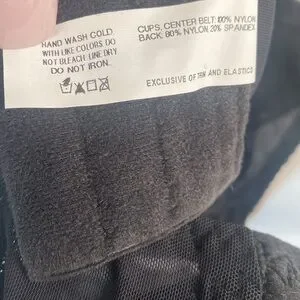 HAND WASH COLD
WITH LIKE COLORS DO
NOT BLEACH. LINE DRY
DO NOT IRON.
CUPS, CENTER BELT: 100% NYLON
BACK: 80% NYLON, 20% SPANDEX
EXCLUSIVE OF TRIM AND ELASTICS